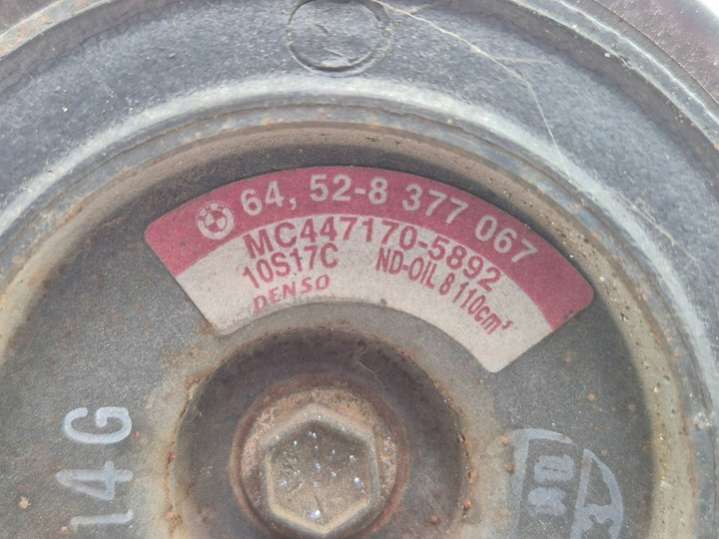 64, 52-8 377 067
MC447170-5892
10S17C ND-OIL 8 110cm³
DENSO
14G